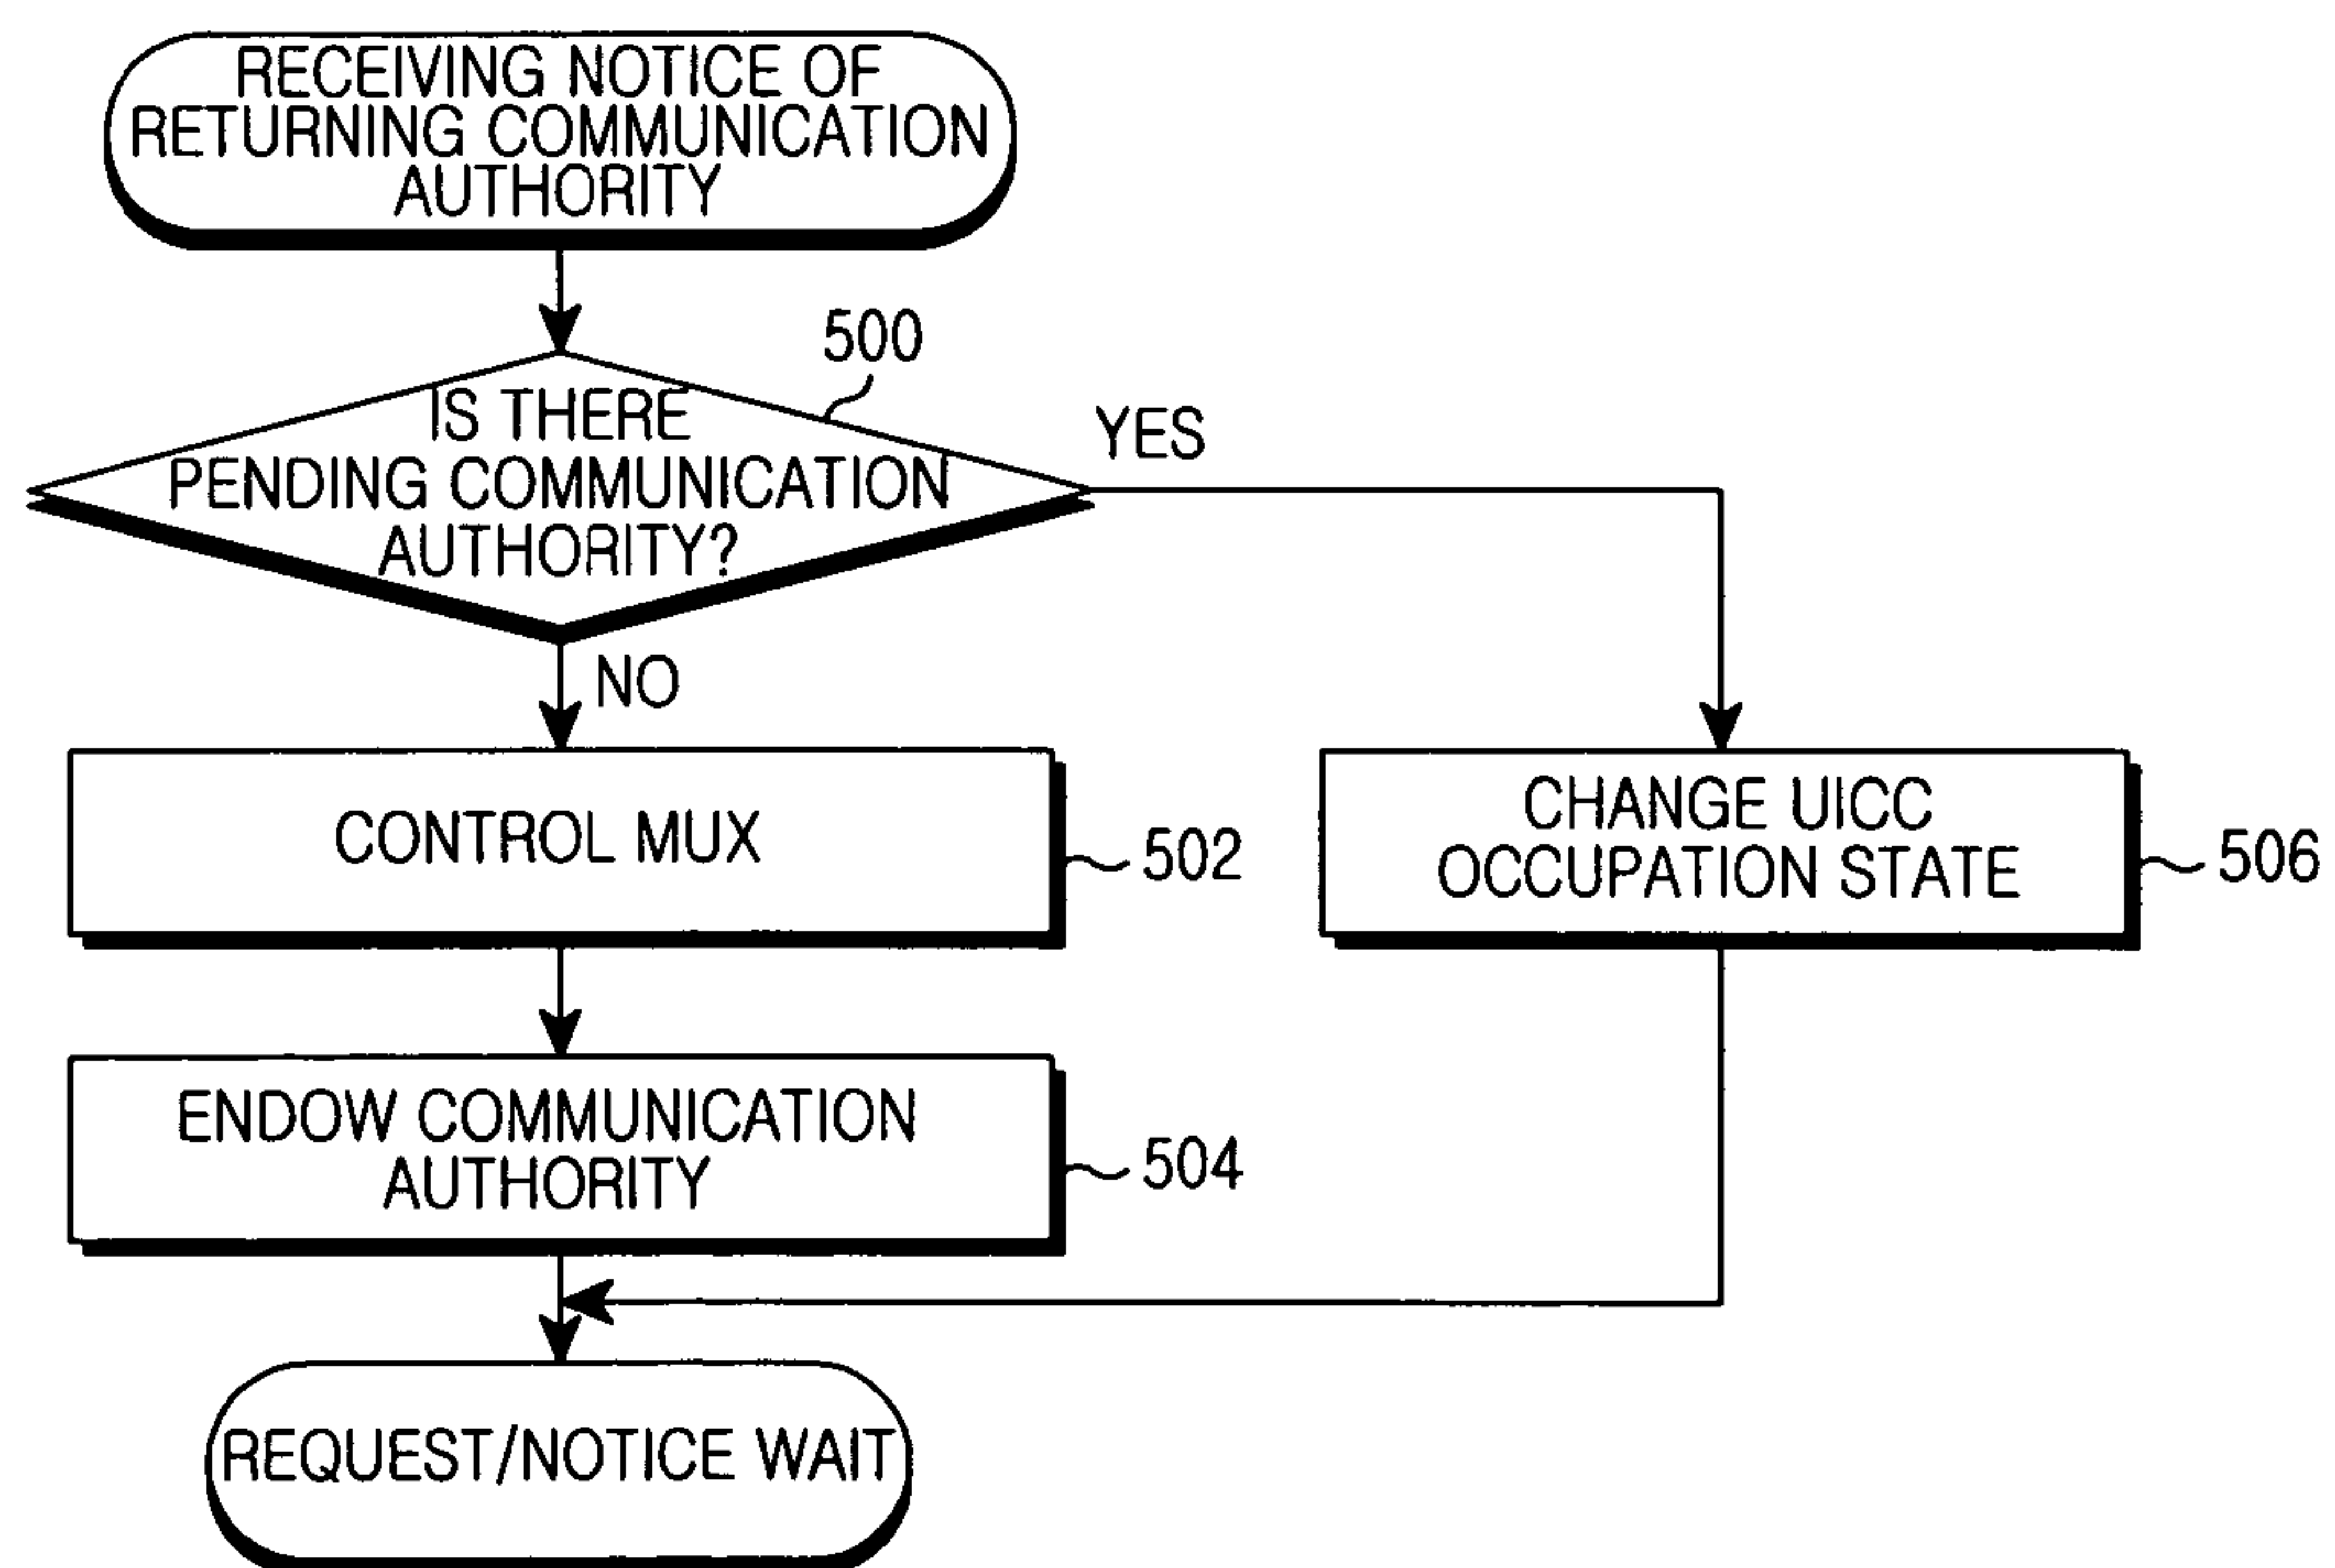 RECEIVING NOTICE OF
RETURNING COMMUNICATION
AUTHORITY
500
IS THERE
PENDING COMMUNICATION
AUTHORITY?
YES
NO
CONTROL MUX
502
CHANGE UICC
OCCUPATION STATE
506
ENDOW COMMUNICATION
AUTHORITY
504
REQUEST/NOTICE WAIT